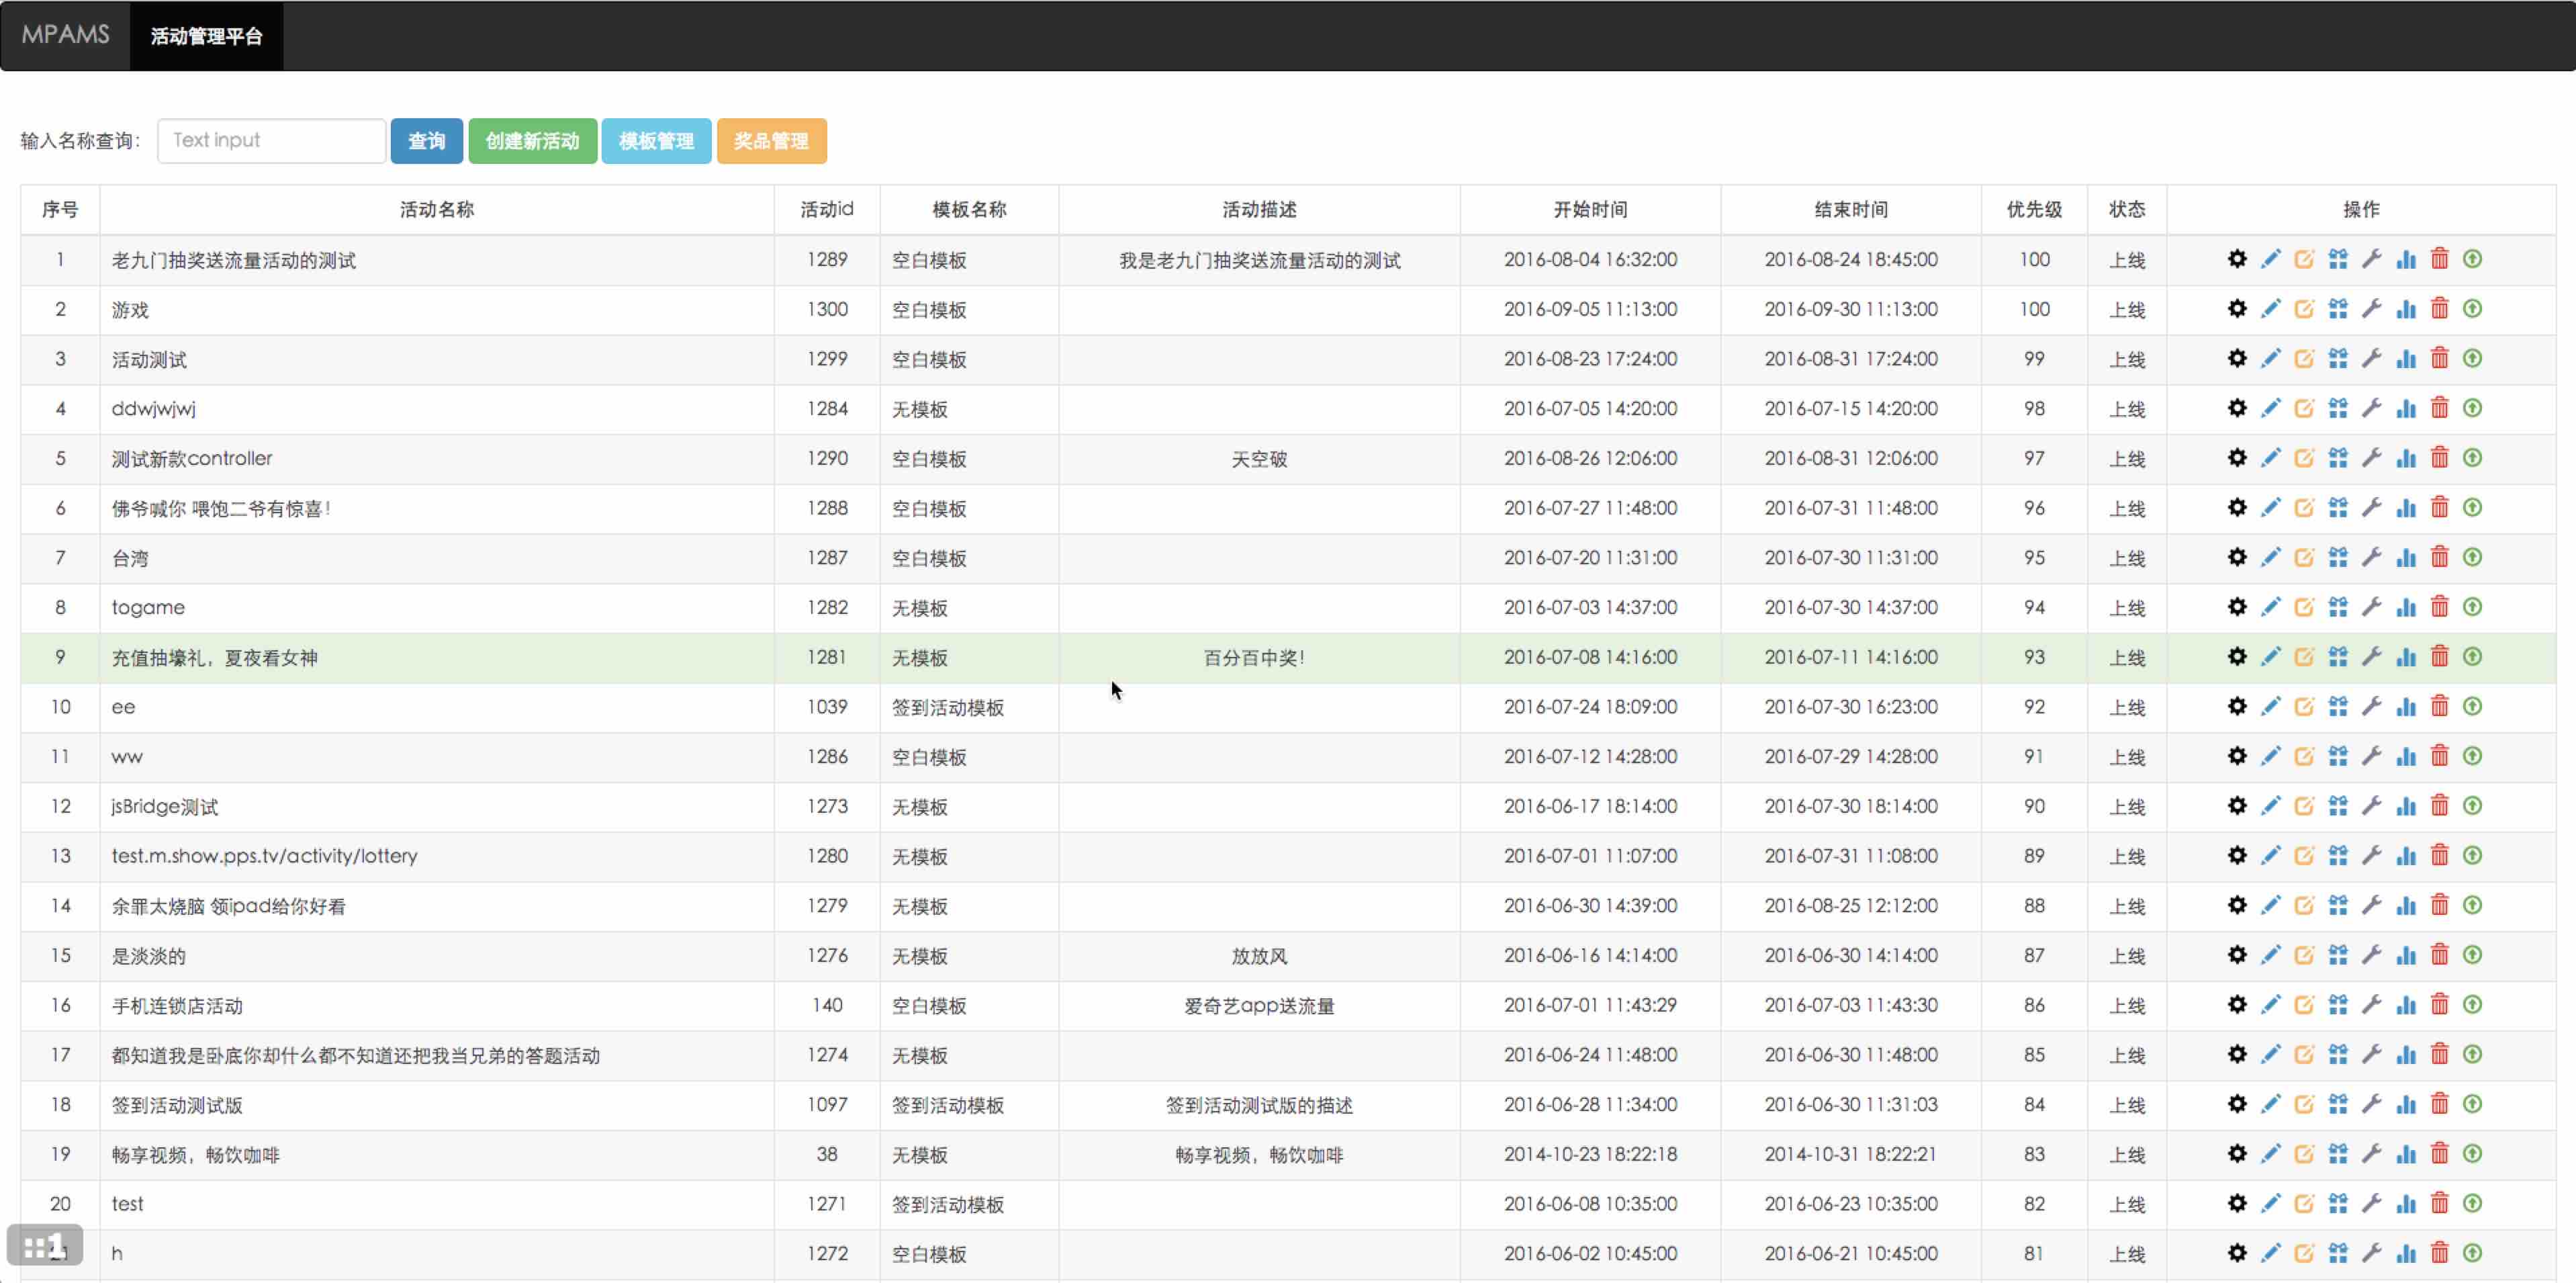 MPAMS 活动管理平台
输入名称查询： Text input 查询 创建新活动 模板管理 奖品管理
序号 活动名称 活动id 模板名称 活动描述 开始时间 结束时间 优先级 状态 操作
1 老九门抽奖送流量活动的测试 1289 空白模板 我是老九门抽奖送流量活动的测试 2016-08-04 16:32:00 2016-08-24 18:45:00 100 上线
2 游戏 1300 空白模板 2016-09-05 11:13:00 2016-09-30 11:13:00 100 上线
3 活动测试 1299 空白模板 2016-08-23 17:24:00 2016-08-31 17:24:00 99 上线
4 ddwjwjwj 1284 无模板 2016-07-05 14:20:00 2016-07-15 14:20:00 98 上线
5 测试新款controller 1290 空白模板 天空破 2016-08-26 12:06:00 2016-08-31 12:06:00 97 上线
6 佛爷喊你 喂饱二爷有惊喜！ 1288 空白模板 2016-07-27 11:48:00 2016-07-31 11:48:00 96 上线
7 台湾 1287 空白模板 2016-07-20 11:31:00 2016-07-30 11:31:00 95 上线
8 togame 1282 无模板 2016-07-03 14:37:00 2016-07-30 14:37:00 94 上线
9 充值抽壕礼，夏夜看女神 1281 无模板 百分百中奖！ 2016-07-08 14:16:00 2016-07-11 14:16:00 93 上线
10 ee 1039 签到活动模板 2016-07-24 18:09:00 2016-07-30 16:23:00 92 上线
11 ww 1286 空白模板 2016-07-12 14:28:00 2016-07-29 14:28:00 91 上线
12 jsBridge测试 1273 无模板 2016-06-17 18:14:00 2016-07-30 18:14:00 90 上线
13 test.m.show.pps.tv/activity/lottery 1280 无模板 2016-07-01 11:07:00 2016-07-31 11:08:00 89 上线
14 余罪太烧脑 领ipad给你好看 1279 无模板 2016-06-30 14:39:00 2016-08-25 12:12:00 88 上线
15 是淡淡的 1276 无模板 放放风 2016-06-16 14:14:00 2016-06-30 14:14:00 87 上线
16 手机连锁店活动 140 空白模板 爱奇艺app送流量 2016-07-01 11:43:29 2016-07-03 11:43:30 86 上线
17 都知道我是卧底你却什么都不知道还把我当兄弟的答题活动 1274 无模板 2016-06-24 11:48:00 2016-06-30 11:48:00 85 上线
18 签到活动测试版 1097 签到活动模板 签到活动测试版的描述 2016-06-28 11:34:00 2016-06-30 11:31:03 84 上线
19 畅享视频，畅饮咖啡 38 无模板 畅享视频，畅饮咖啡 2014-10-23 18:22:18 2014-10-31 18:22:21 83 上线
20 test 1271 签到活动模板 2016-06-08 10:35:00 2016-06-23 10:35:00 82 上线
21 h 1272 空白模板 2016-06-02 10:45:00 2016-06-21 10:45:00 81 上线
1